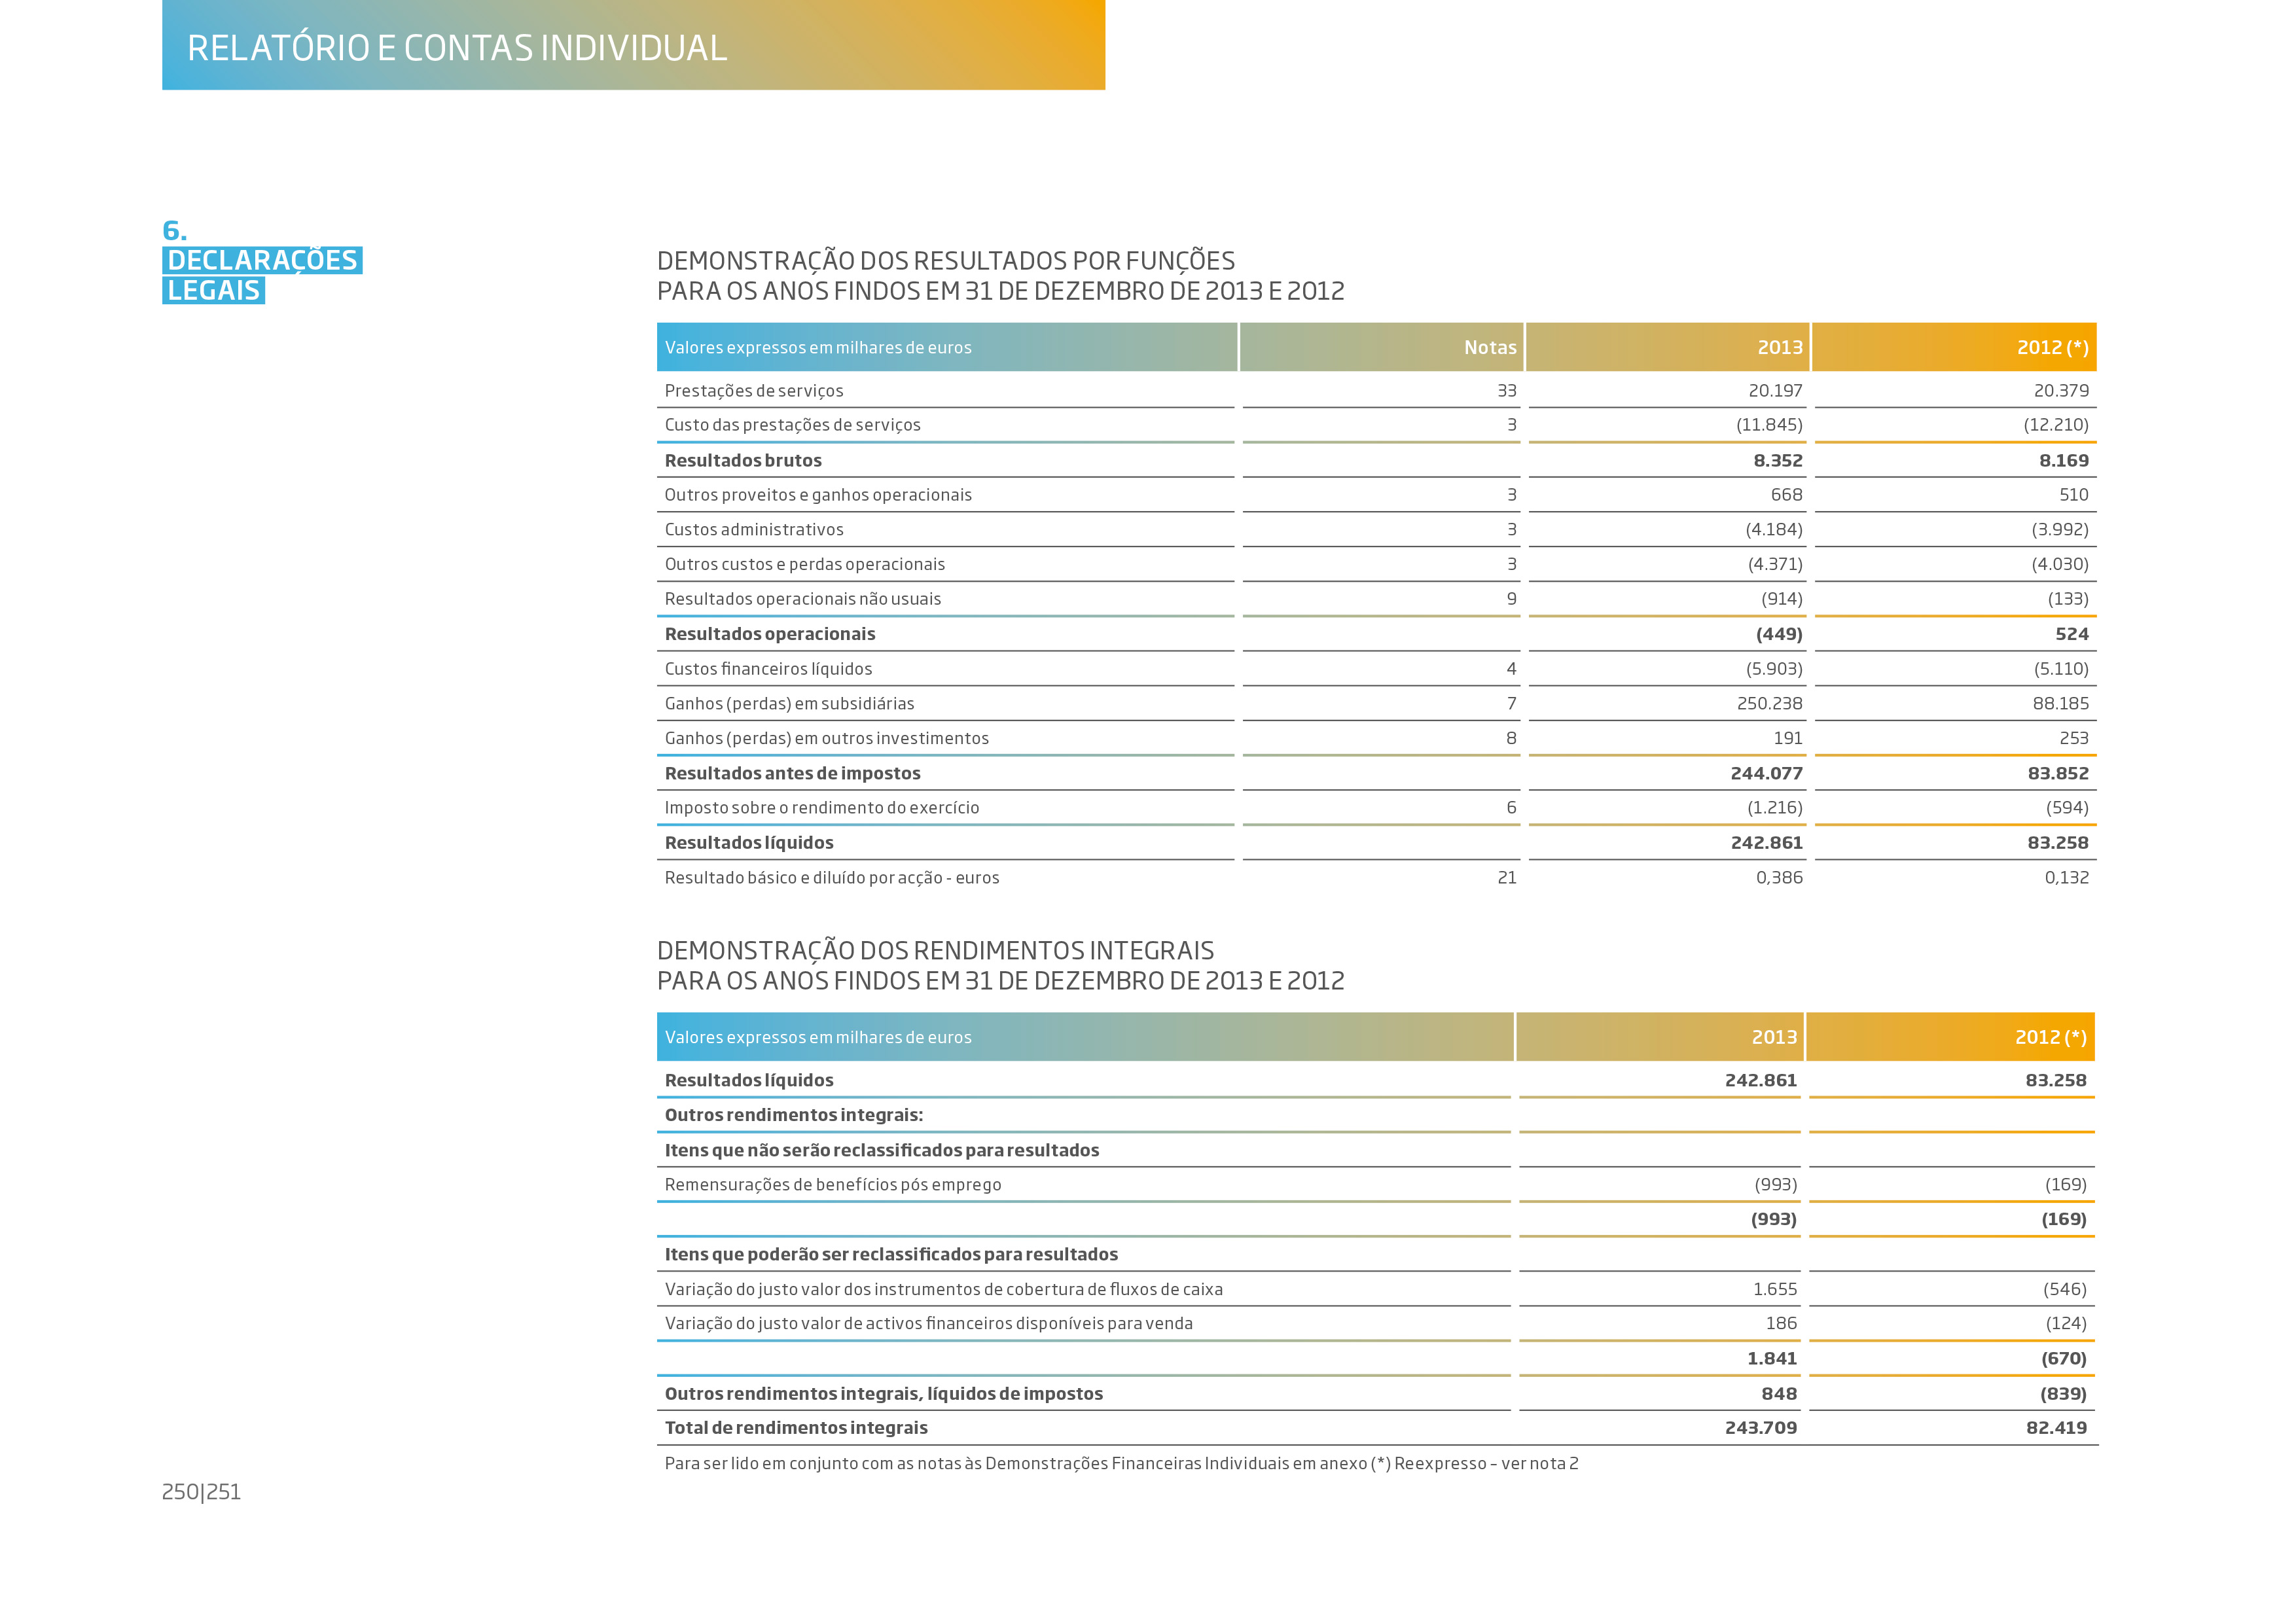 RELATÓRIO E CONTAS INDIVIDUAL
6.
DECLARAÇÕES
LEGAIS
DEMONSTRAÇÃO DOS RESULTADOS POR FUNÇÕES
PARA OS ANOS FINDOS EM 31 DE DEZEMBRO DE 2013 E 2012
Valores expressos em milhares de euros Notas 2013 2012 (*)
Prestações de serviços 33 20.197 20.379
Custo das prestações de serviços 3 (11.845) (12.210)
Resultados brutos 8.352 8.169
Outros proveitos e ganhos operacionais 3 668 510
Custos administrativos 3 (4.184) (3.992)
Outros custos e perdas operacionais 3 (4.371) (4.030)
Resultados operacionais não usuais 9 (914) (133)
Resultados operacionais (449) 524
Custos financeiros líquidos 4 (5.903) (5.110)
Ganhos (perdas) em subsidiárias 7 250.238 88.185
Ganhos (perdas) em outros investimentos 8 191 253
Resultados antes de impostos 244.077 83.852
Imposto sobre o rendimento do exercício 6 (1.216) (594)
Resultados líquidos 242.861 83.258
Resultado básico e diluído por acção - euros 21 0,386 0,132
DEMONSTRAÇÃO DOS RENDIMENTOS INTEGRAIS
PARA OS ANOS FINDOS EM 31 DE DEZEMBRO DE 2013 E 2012
Valores expressos em milhares de euros 2013 2012 (*)
Resultados líquidos 242.861 83.258
Outros rendimentos integrais:
Itens que não serão reclassificados para resultados
Remensurações de benefícios pós emprego (993) (169)
(993) (169)
Itens que poderão ser reclassificados para resultados
Variação do justo valor dos instrumentos de cobertura de fluxos de caixa 1.655 (546)
Variação do justo valor de activos financeiros disponíveis para venda 186 (124)
1.841 (670)
Outros rendimentos integrais, líquidos de impostos 848 (839)
Total de rendimentos integrais 243.709 82.419
Para ser lido em conjunto com as notas às Demonstrações Financeiras Individuais em anexo (*) Reexpresso – ver nota 2
250|251